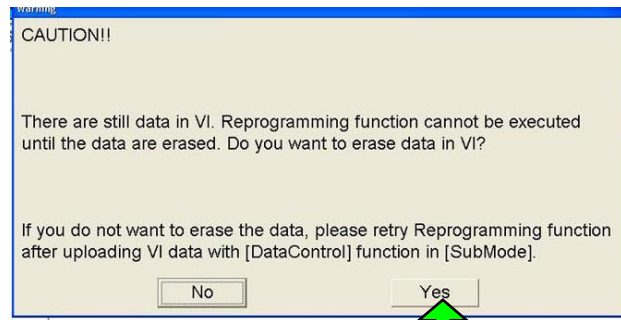 warning
CAUTION!!
There are still data in VI. Reprogramming function cannot be executed
until the data are erased. Do you want to erase data in VI?
If you do not want to erase the data, please retry Reprogramming function
after uploading VI data with [DataControl] function in [SubMode].
No Yes